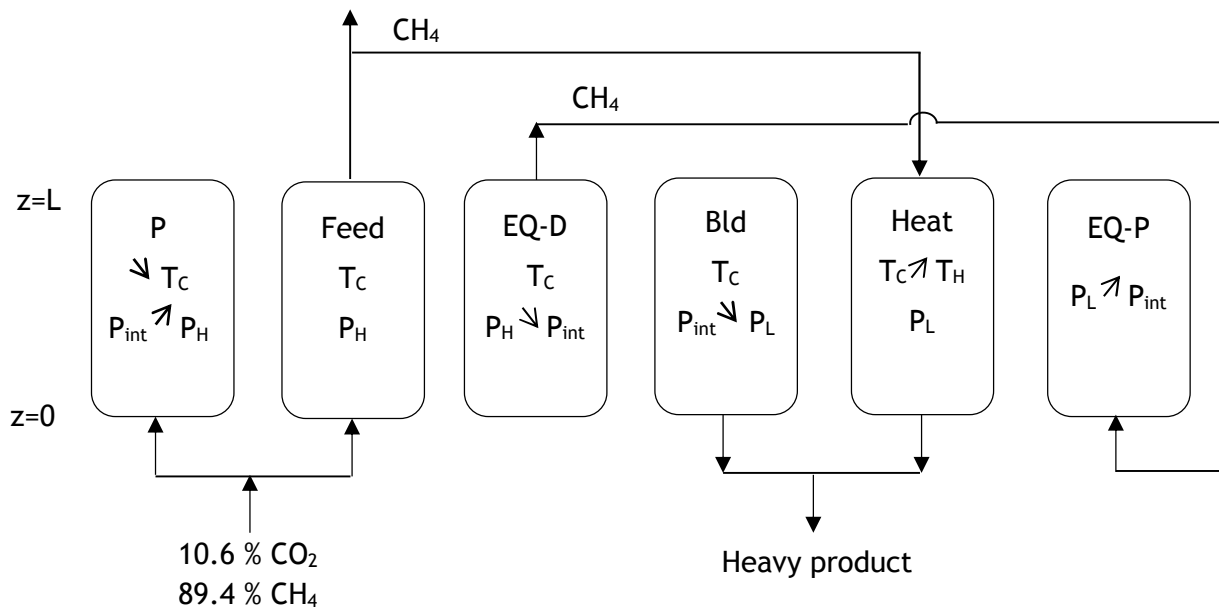 CH₄
CH₄
z=L
P
T_C
P_int P_H
Feed
T_C
P_H
EQ-D
T_C
P_H P_int
Bld
T_C
P_int P_L
Heat
T_C T_H
P_L
EQ-P
P_L P_int
z=0
10.6 % CO₂
89.4 % CH₄
Heavy product